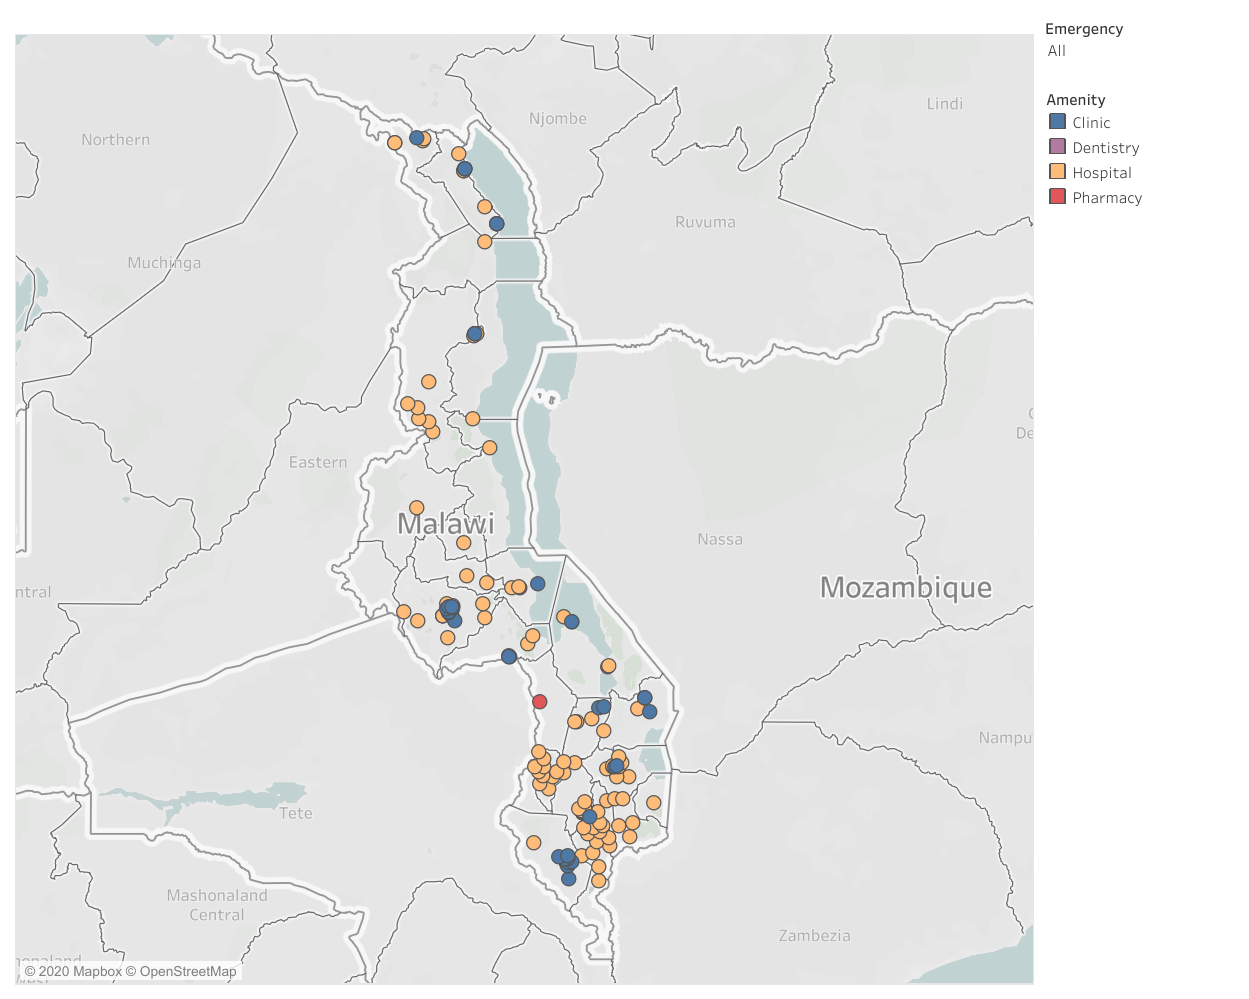 Emergency
All
Amenity
Clinic
Dentistry
Hospital
Pharmacy
Lindi
Njombe
Northern
Ruvuma
Muchinga
Eastern
Malawi
Nassa
Mozambique
ntral
Nampu
Tete
Mashonaland
Central
Zambezia
© 2020 Mapbox © OpenStreetMap